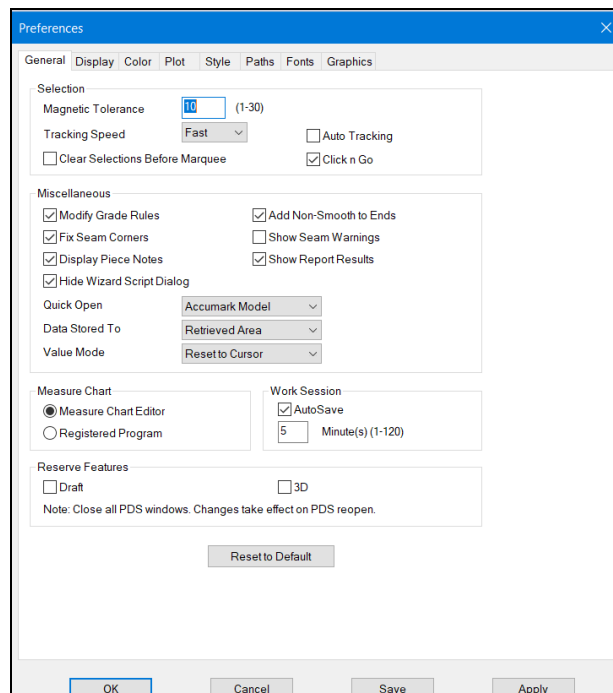 Preferences
General Display Color Plot Style Paths Fonts Graphics
Selection
Magnetic Tolerance 10 (1-30)
Tracking Speed Fast Auto Tracking
Clear Selections Before Marquee Click n Go
Miscellaneous
Modify Grade Rules Add Non-Smooth to Ends
Fix Seam Corners Show Seam Warnings
Display Piece Notes Show Report Results
Hide Wizard Script Dialog
Quick Open Accumark Model
Data Stored To Retrieved Area
Value Mode Reset to Cursor
Measure Chart Work Session
Measure Chart Editor AutoSave
Registered Program 5 Minute(s) (1-120)
Reserve Features
Draft 3D
Note: Close all PDS windows. Changes take effect on PDS reopen.
Reset to Default
OK Cancel Save Apply